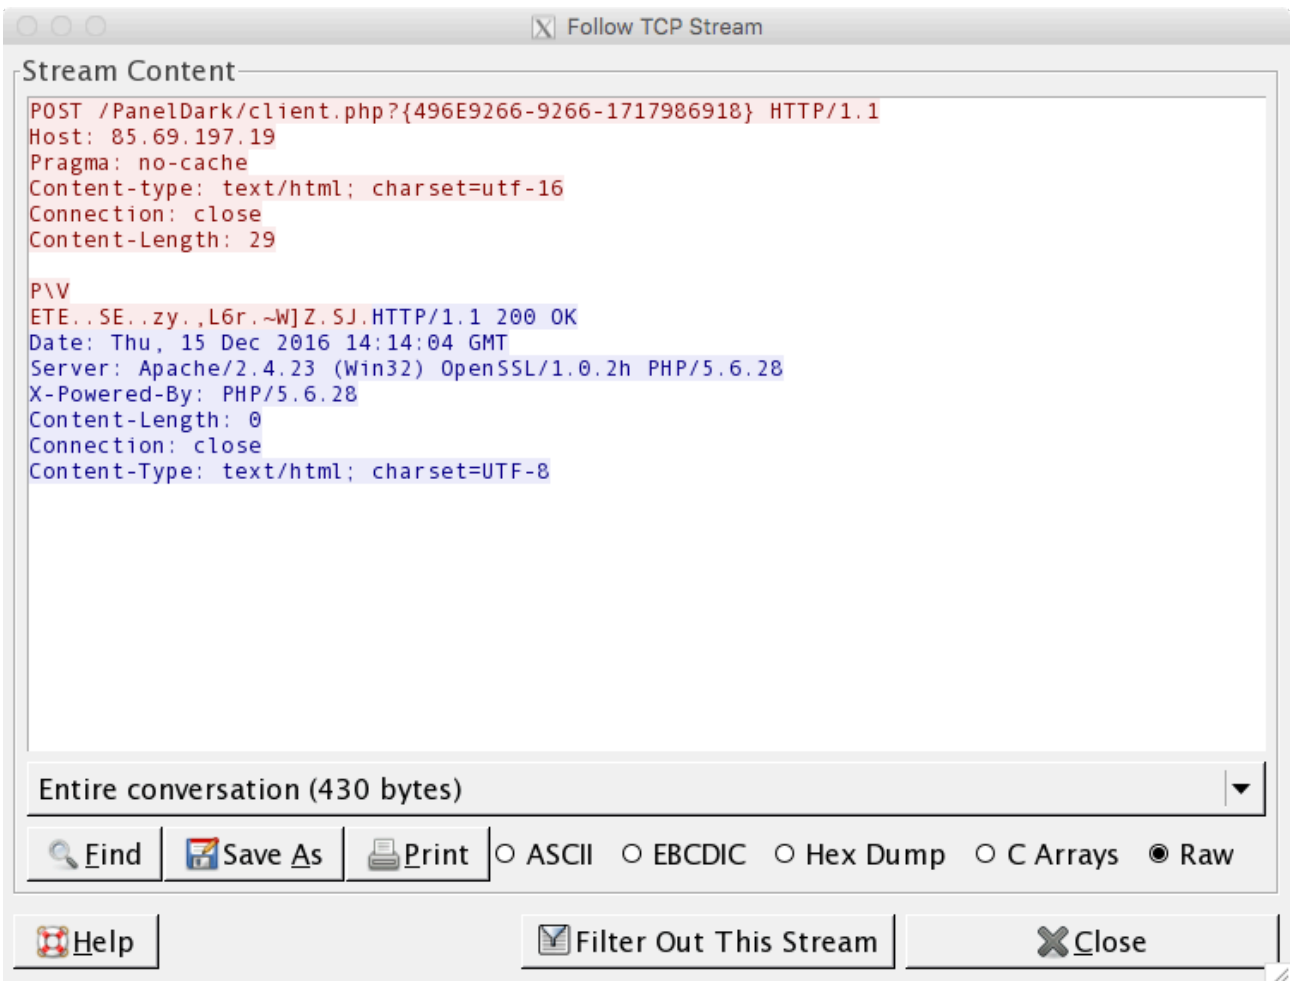 Follow TCP Stream
Stream Content
POST /PanelDark/client.php?{496E9266-9266-1717986918} HTTP/1.1
Host: 85.69.197.19
Pragma: no-cache
Content-type: text/html; charset=utf-16
Connection: close
Content-Length: 29
P\V
ETE..SE..zy.,L6r.~W]Z.SJ.HTTP/1.1 200 OK
Date: Thu, 15 Dec 2016 14:14:04 GMT
Server: Apache/2.4.23 (Win32) OpenSSL/1.0.2h PHP/5.6.28
X-Powered-By: PHP/5.6.28
Content-Length: 0
Connection: close
Content-Type: text/html; charset=UTF-8
Entire conversation (430 bytes)
Find Save As Print ASCII EBCDIC Hex Dump C Arrays Raw
Help Filter Out This Stream Close